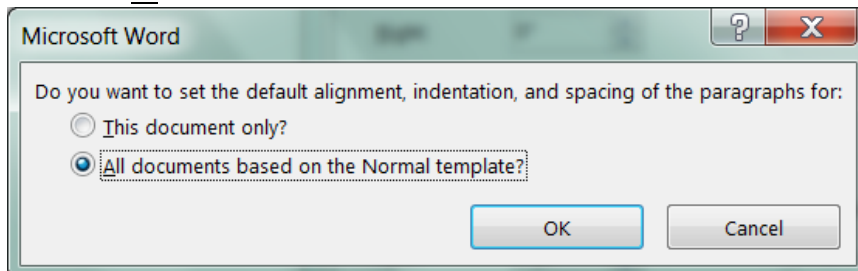 Microsoft Word
?
X
Do you want to set the default alignment, indentation, and spacing of the paragraphs for:
This document only?
All documents based on the Normal template?
OK Cancel